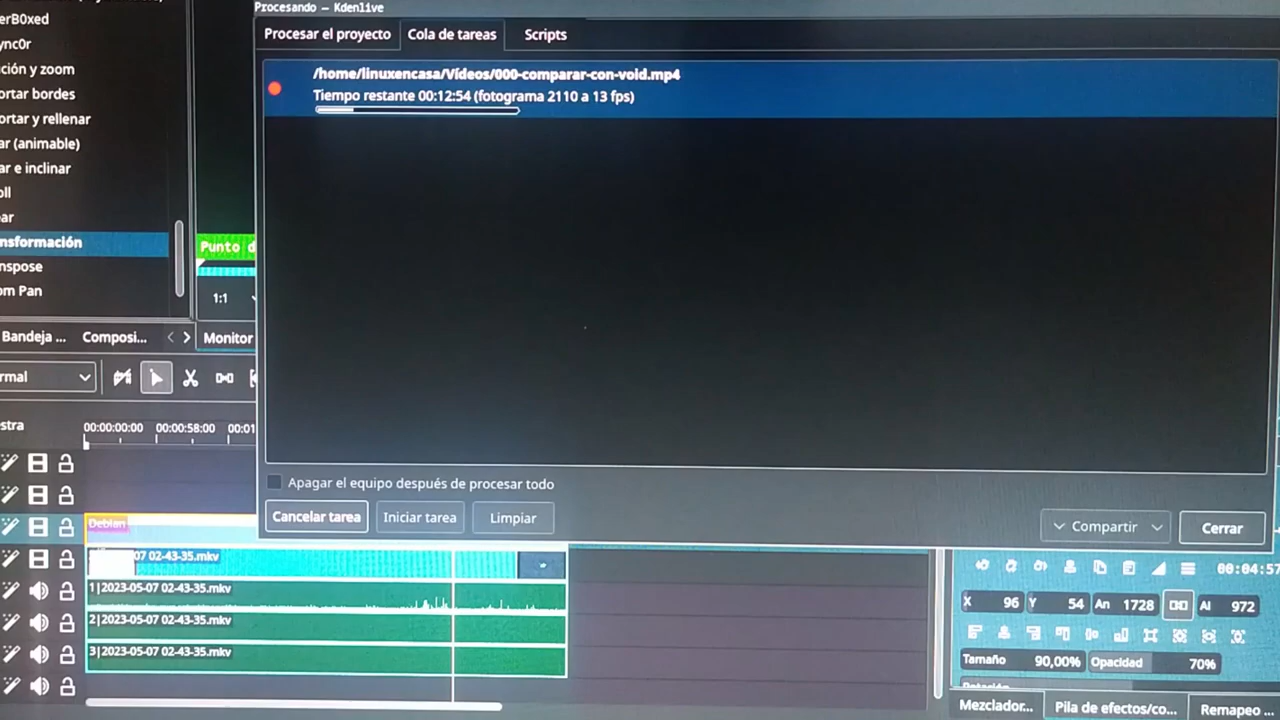 Procesando — Kdenlive
Procesar el proyecto
Cola de tareas
Scripts
/home/linuxencasa/Vídeos/000-comparar-con-void.mp4
Tiempo restante 00:12:54 (fotograma 2110 a 13 fps)
erB0xed
ync0r
ción y zoom
ortar bordes
ortar y rellenar
ar (animable)
ar e inclinar
oll
ear
nsformación
nspose
om Pan
Punto d
1:1
Bandeja ...
Composi...
Monitor
rmal
stra
00:00:00:00
00:00:58:00
00:01
Apagar el equipo después de procesar todo
Cancelar tarea
Iniciar tarea
Limpiar
Compartir
Cerrar
Debian
07 02-43-35.mkv
1|2023-05-07 02-43-35.mkv
2|2023-05-07 02-43-35.mkv
3|2023-05-07 02-43-35.mkv
00:04:57
X 96
Y 54
An 1728
Al 972
Tamaño 90,00%
Opacidad 70%
Mezclador...
Pila de efectos/co...
Remapeo ...